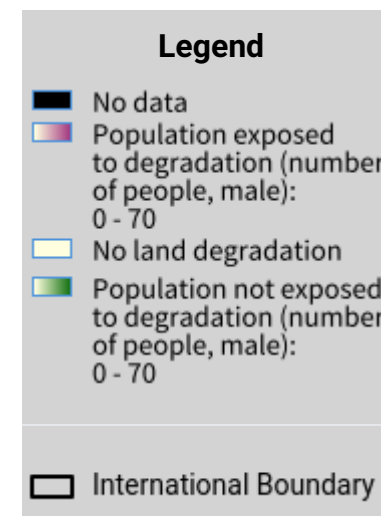 Legend
No data
Population exposed
to degradation (number
of people, male):
0 - 70
No land degradation
Population not exposed
to degradation (number
of people, male):
0 - 70
International Boundary